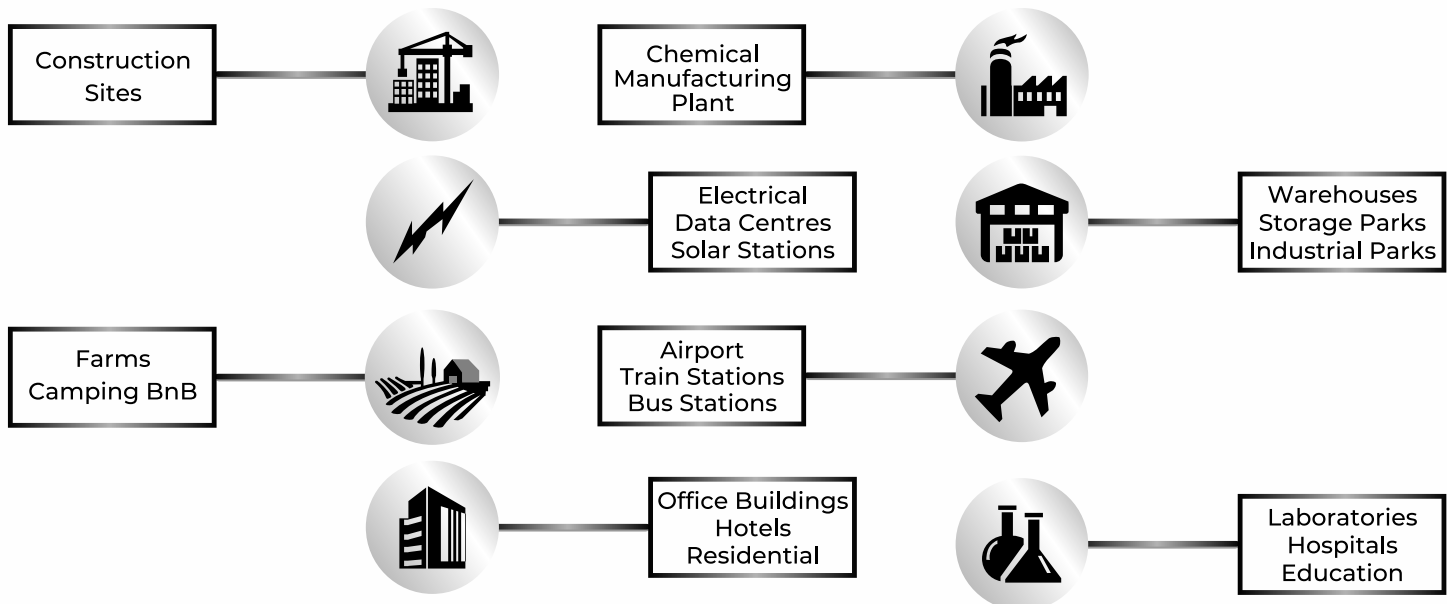 Construction
Sites
Chemical
Manufacturing
Plant
Electrical
Data Centres
Solar Stations
Warehouses
Storage Parks
Industrial Parks
Farms
Camping BnB
Airport
Train Stations
Bus Stations
Office Buildings
Hotels
Residential
Laboratories
Hospitals
Education